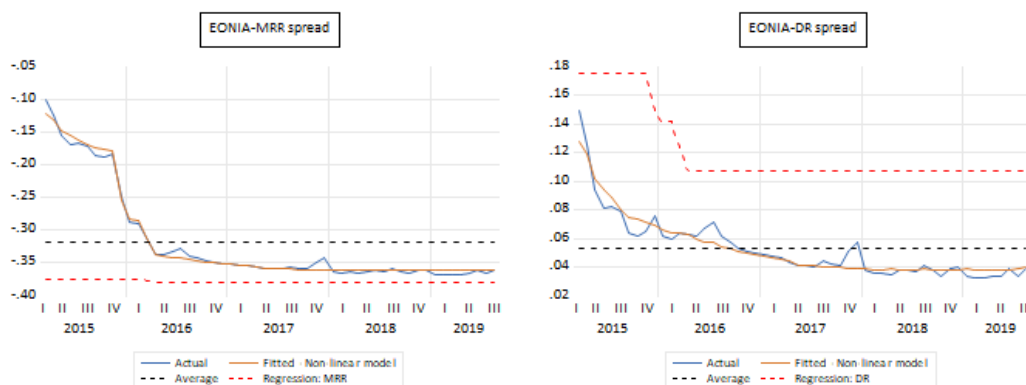 EONIA-MRR spread
-.05
-.10
-.15
-.20
-.25
-.30
-.35
-.40
I II III IV I II III IV I II III IV I II III IV I II III
2015 2016 2017 2018 2019
Actual Fitted - Non-linear model
Average Regression: MRR
EONIA-DR spread
.18
.16
.14
.12
.10
.08
.06
.04
.02
I II III IV I II III IV I II III IV I II III IV I II III
2015 2016 2017 2018 2019
Actual Fitted - Non-linear model
Average Regression: DR